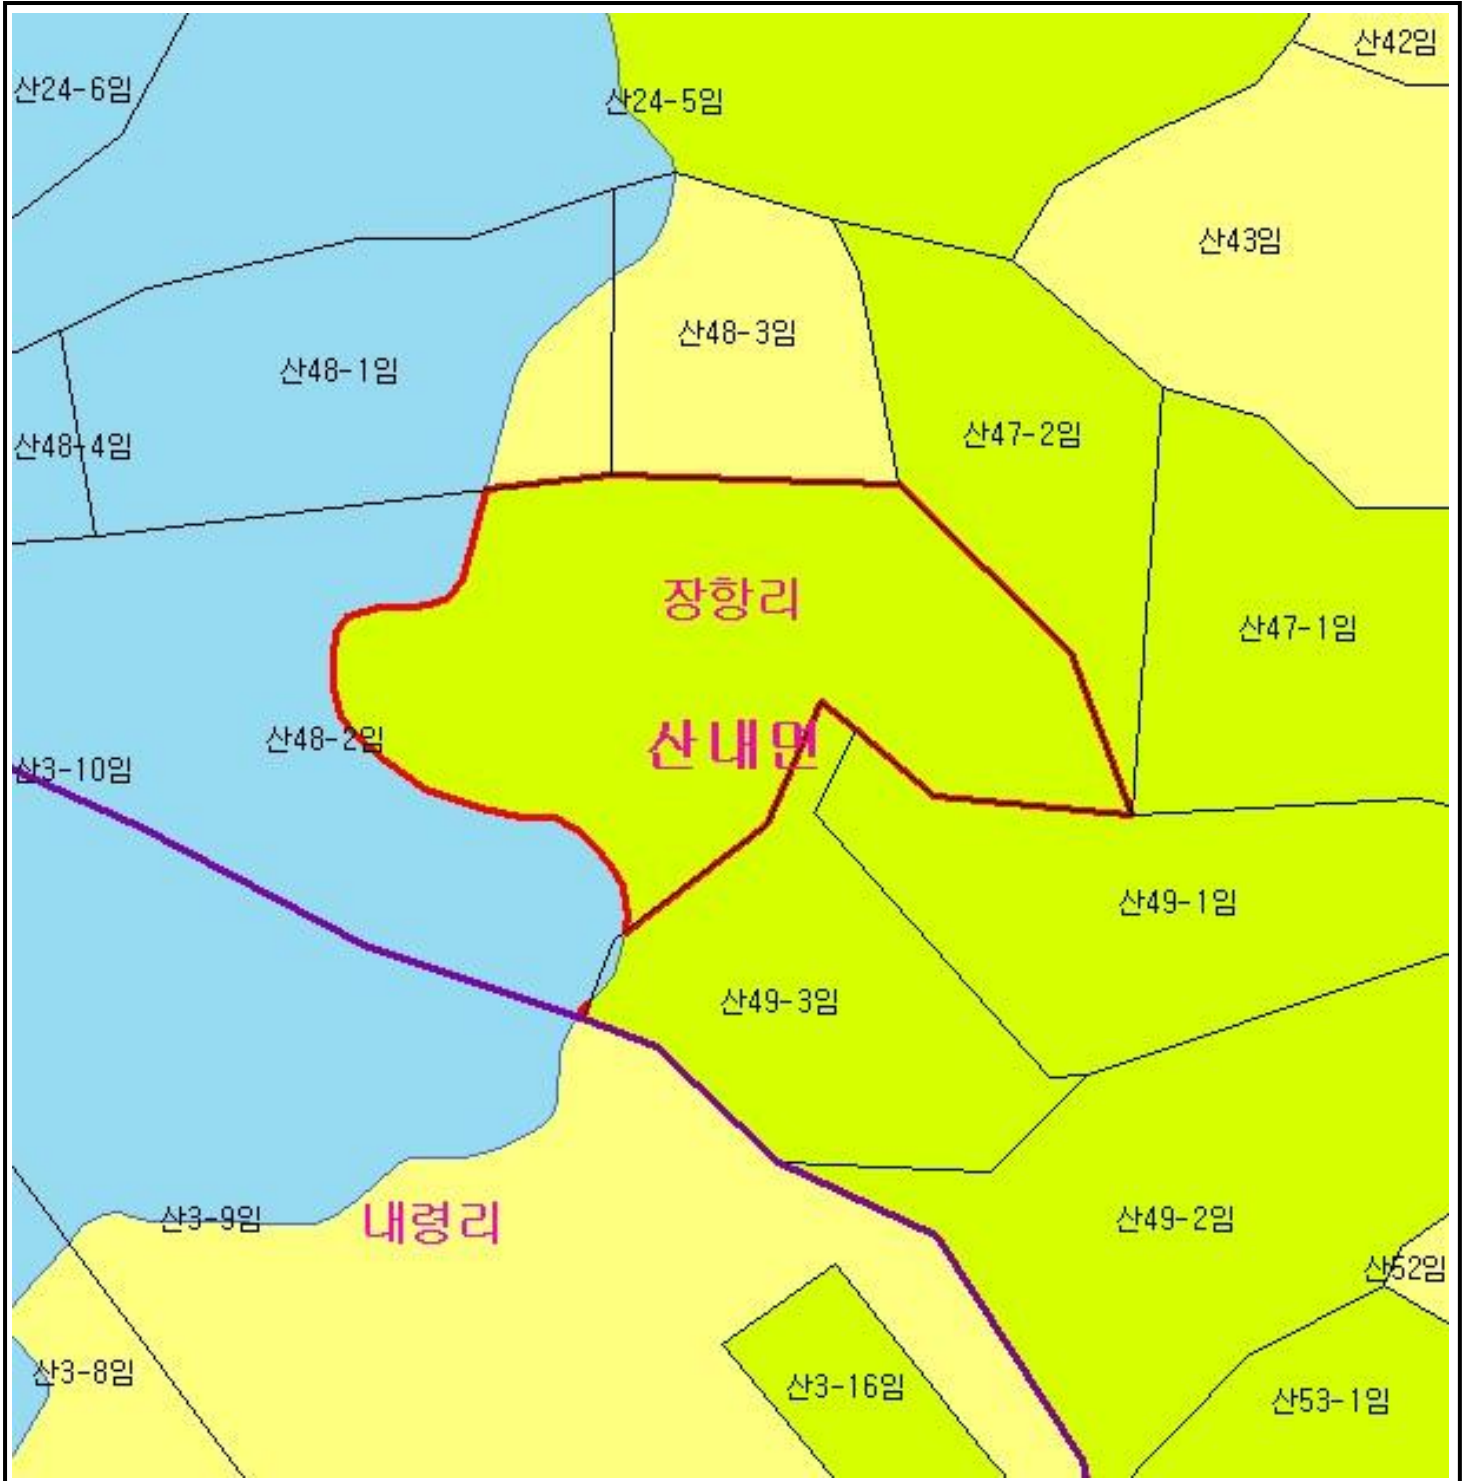 산42임
산24-6임
산24-5임
산43임
산48-3임
산48-1임
산47-2임
산48-4임
장항리
산47-1임
산48-2임
산내면
산3-10임
산49-1임
산49-3임
산3-9임
내령리
산49-2임
산52임
산3-8임
산3-16임
산53-1임